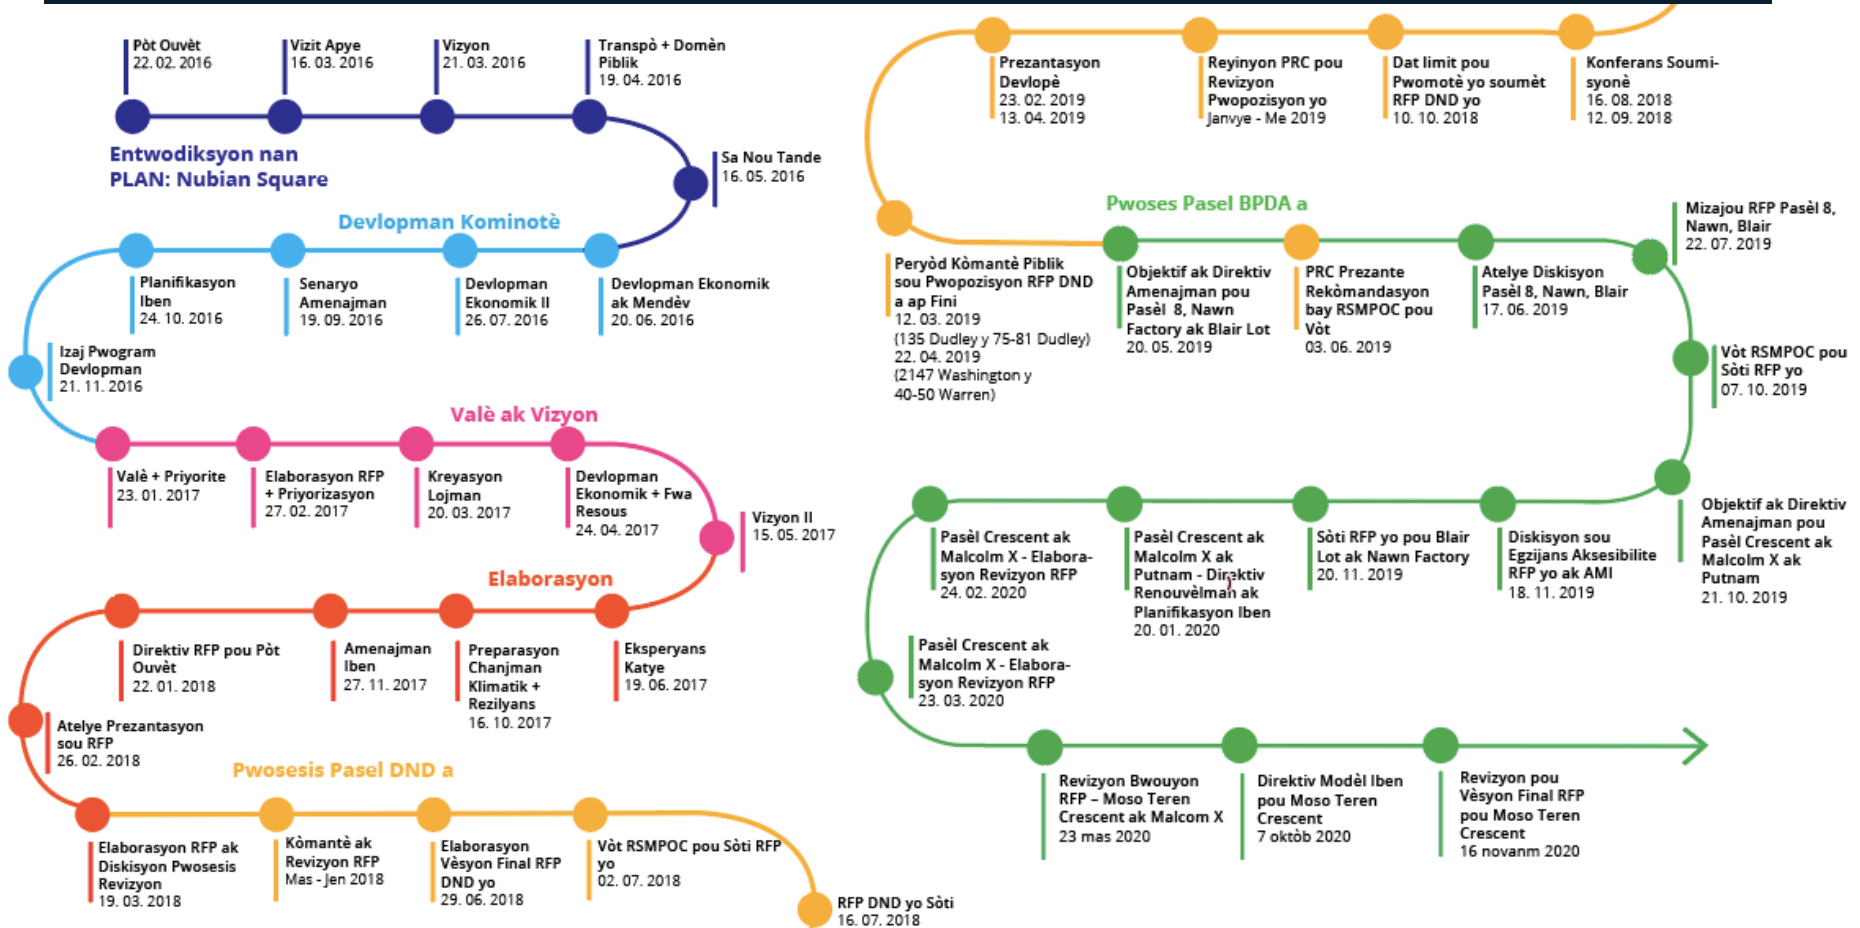 Pòt Ouvèt
22. 02. 2016
Vizit Apye
16. 03. 2016
Vizyon
21. 03. 2016
Transpò + Domèn
Piblik
19. 04. 2016
Entwodiksyon nan
PLAN: Nubian Square
Sa Nou Tande
16. 05. 2016
Devlopman Kominotè
Devlopman Ekonomik
ak Mendèv
20. 06. 2016
Devlopman
Ekonomik II
26. 07. 2016
Senaryo
Amenajman
19. 09. 2016
Planifikasyon
Iben
24. 10. 2016
Izaj Pwogram
Devlopman
21. 11. 2016
Valè ak Vizyon
Valè + Priyorite
23. 01. 2017
Elaborasyon RFP
+ Priyorizasyon
27. 02. 2017
Kreyasyon
Lojman
20. 03. 2017
Devlopman
Ekonomik + Fwa
Resous
24. 04. 2017
Vizyon II
15. 05. 2017
Elaborasyon
Eksperyans
Katye
19. 06. 2017
Preparasyon
Chanjman
Klimatik +
Rezilyans
16. 10. 2017
Amenajman
Iben
27. 11. 2017
Direktiv RFP pou Pòt
Ouvèt
22. 01. 2018
Atelye Prezantasyon
sou RFP
26. 02. 2018
Pwosesis Pasel DND a
Elaborasyon RFP ak
Diskisyon Pwosesis
Revizyon
19. 03. 2018
Kòmantè ak
Revizyon RFP
Mas - Jen 2018
Elaborasyon
Vèsyon Final RFP
DND yo
29. 06. 2018
Vòt RSMPOC pou Sòti RFP
yo
02. 07. 2018
RFP DND yo Sòti
16. 07. 2018
Konferans Soumi-
syonè
16. 08. 2018
12. 09. 2018
Dat limit pou
Pwomotè yo soumèt
RFP DND yo
10. 10. 2018
Reyinyon PRC pou
Revizyon
Pwopozisyon yo
Janvye - Me 2019
Prezantasyon
Devlopè
23. 02. 2019
13. 04. 2019
Peryòd Kòmantè Piblik
sou Pwopozisyon RFP DND
a ap Fini
12. 03. 2019
(135 Dudley y 75-81 Dudley)
22. 04. 2019
(2147 Washington y
40-50 Warren)
Pwoses Pasel BPDA a
Objektif ak Direktiv
Amenajman pou
Pasèl 8, Nawn
Factory ak Blair Lot
20. 05. 2019
PRC Prezante
Rekòmandasyon
bay RSMPOC pou
Vòt
03. 06. 2019
Atelye Diskisyon
Pasèl 8, Nawn, Blair
17. 06. 2019
Mizajou RFP Pasèl 8,
Nawn, Blair
22. 07. 2019
Vòt RSMPOC pou
Sòti RFP yo
07. 10. 2019
Objektif ak Direktiv
Amenajman pou
Pasèl Crescent ak
Malcolm X ak
Putnam
21. 10. 2019
Diskisyon sou
Egzijans Aksesibilite
RFP yo ak AMI
18. 11. 2019
Sòti RFP yo pou Blair
Lot ak Nawn Factory
20. 11. 2019
Pasèl Crescent ak
Malcolm X ak
Putnam - Direktiv
Renouvèlman ak
Planifikasyon Iben
20. 01. 2020
Pasèl Crescent ak
Malcolm X - Elabora-
syon Revizyon RFP
24. 02. 2020
Pasèl Crescent ak
Malcolm X - Elabora-
syon Revizyon RFP
23. 03. 2020
Revizyon Bwouyon
RFP – Moso Teren
Crescent ak Malcom X
23 mas 2020
Direktiv Modèl Iben
pou Moso Teren
Crescent
7 oktòb 2020
Revizyon pou
Vèsyon Final RFP
pou Moso Teren
Crescent
16 novanm 2020